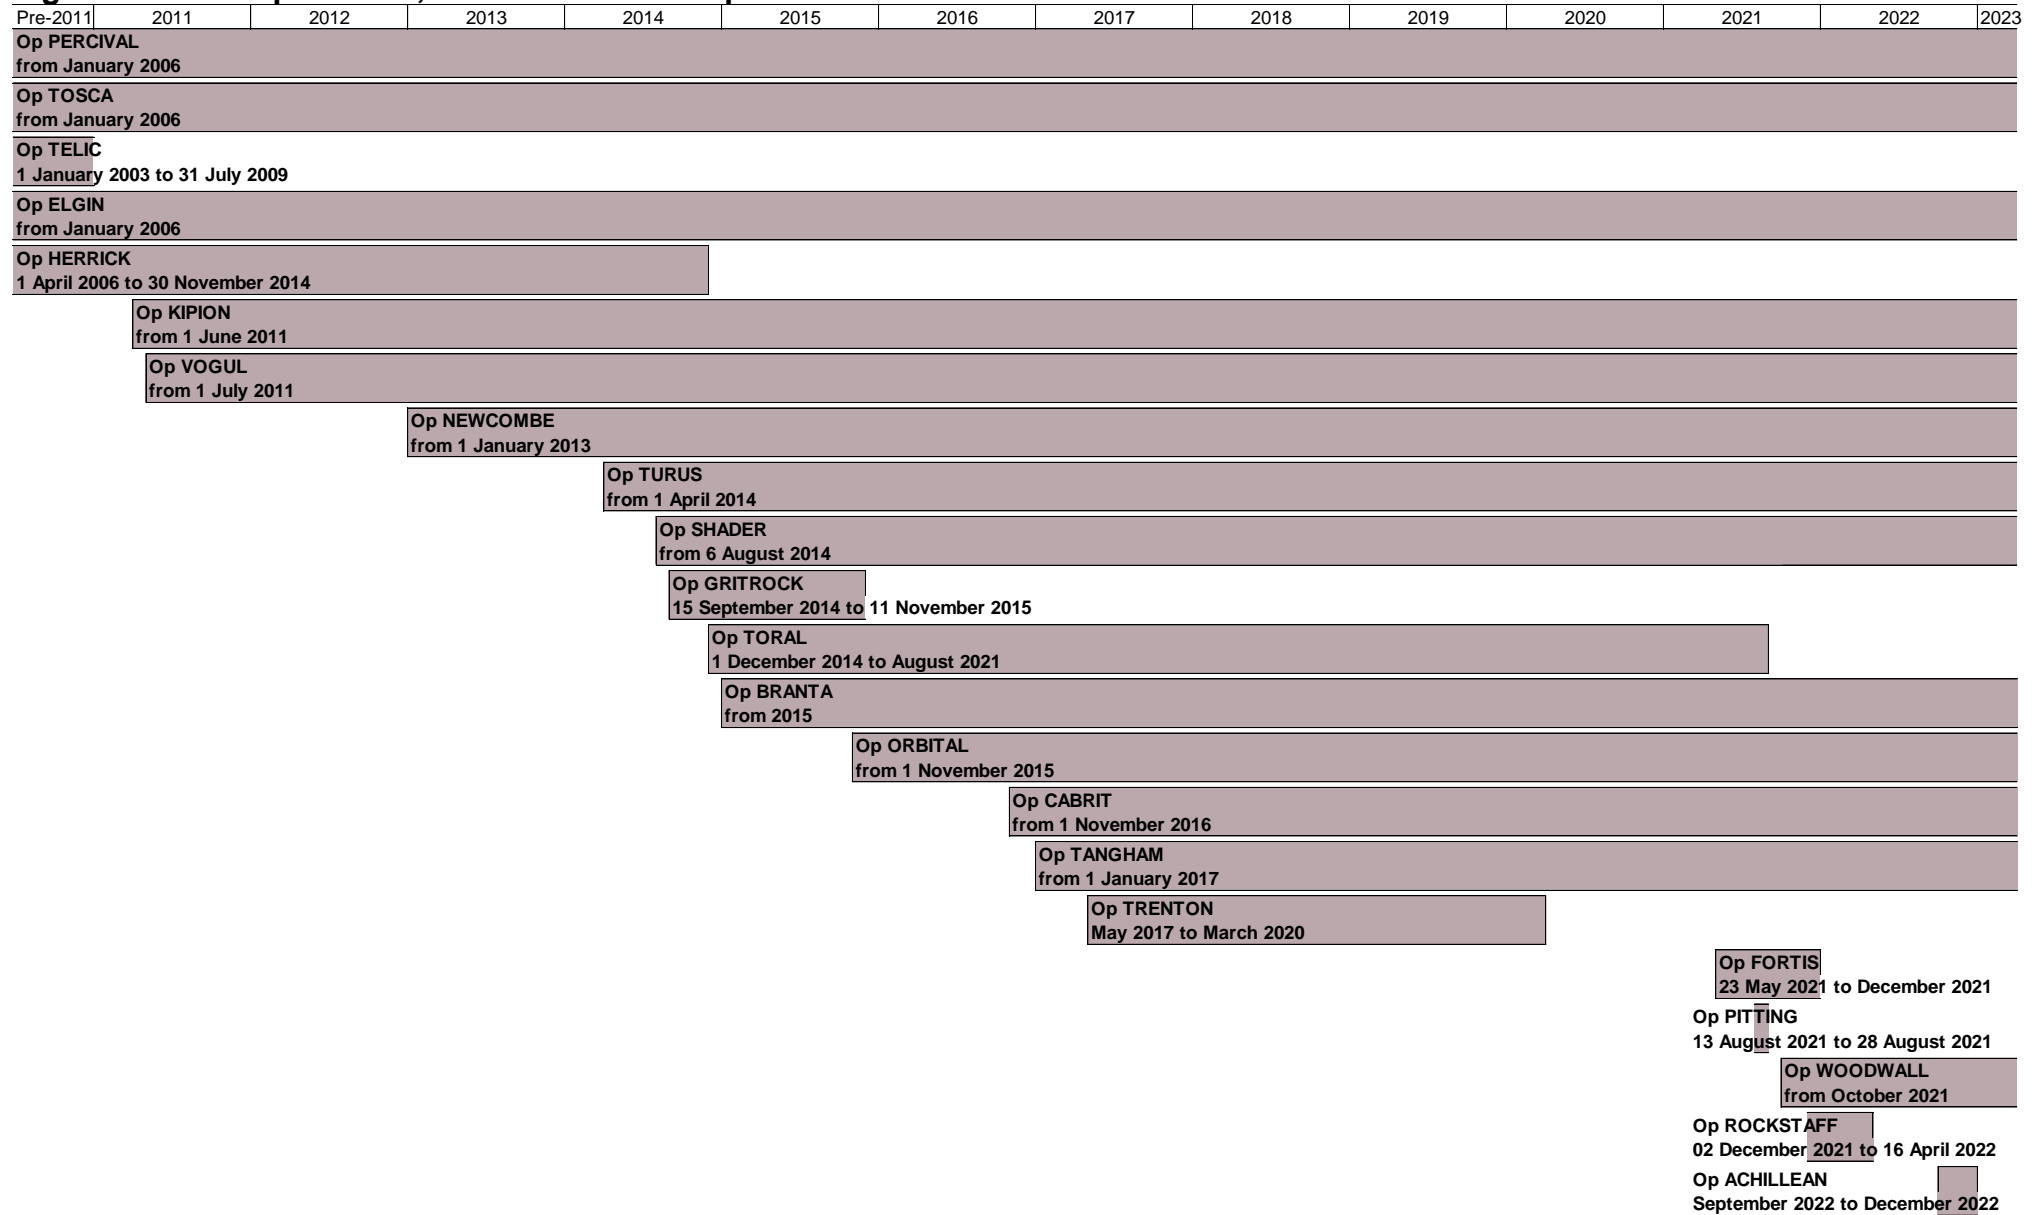 Pre-2011 2011 2012 2013 2014 2015 2016 2017 2018 2019 2020 2021 2022 2023
Op PERCIVAL
from January 2006
Op TOSCA
from January 2006
Op TELIC
1 January 2003 to 31 July 2009
Op ELGIN
from January 2006
Op HERRICK
1 April 2006 to 30 November 2014
Op KIPION
from 1 June 2011
Op VOGUL
from 1 July 2011
Op NEWCOMBE
from 1 January 2013
Op TURUS
from 1 April 2014
Op SHADER
from 6 August 2014
Op GRITROCK
15 September 2014 to 11 November 2015
Op TORAL
1 December 2014 to August 2021
Op BRANTA
from 2015
Op ORBITAL
from 1 November 2015
Op CABRIT
from 1 November 2016
Op TANGHAM
from 1 January 2017
Op TRENTON
May 2017 to March 2020
Op FORTIS
23 May 2021 to December 2021
Op PITTING
13 August 2021 to 28 August 2021
Op WOODWALL
from October 2021
Op ROCKSTAFF
02 December 2021 to 16 April 2022
Op ACHILLEAN
September 2022 to December 2022